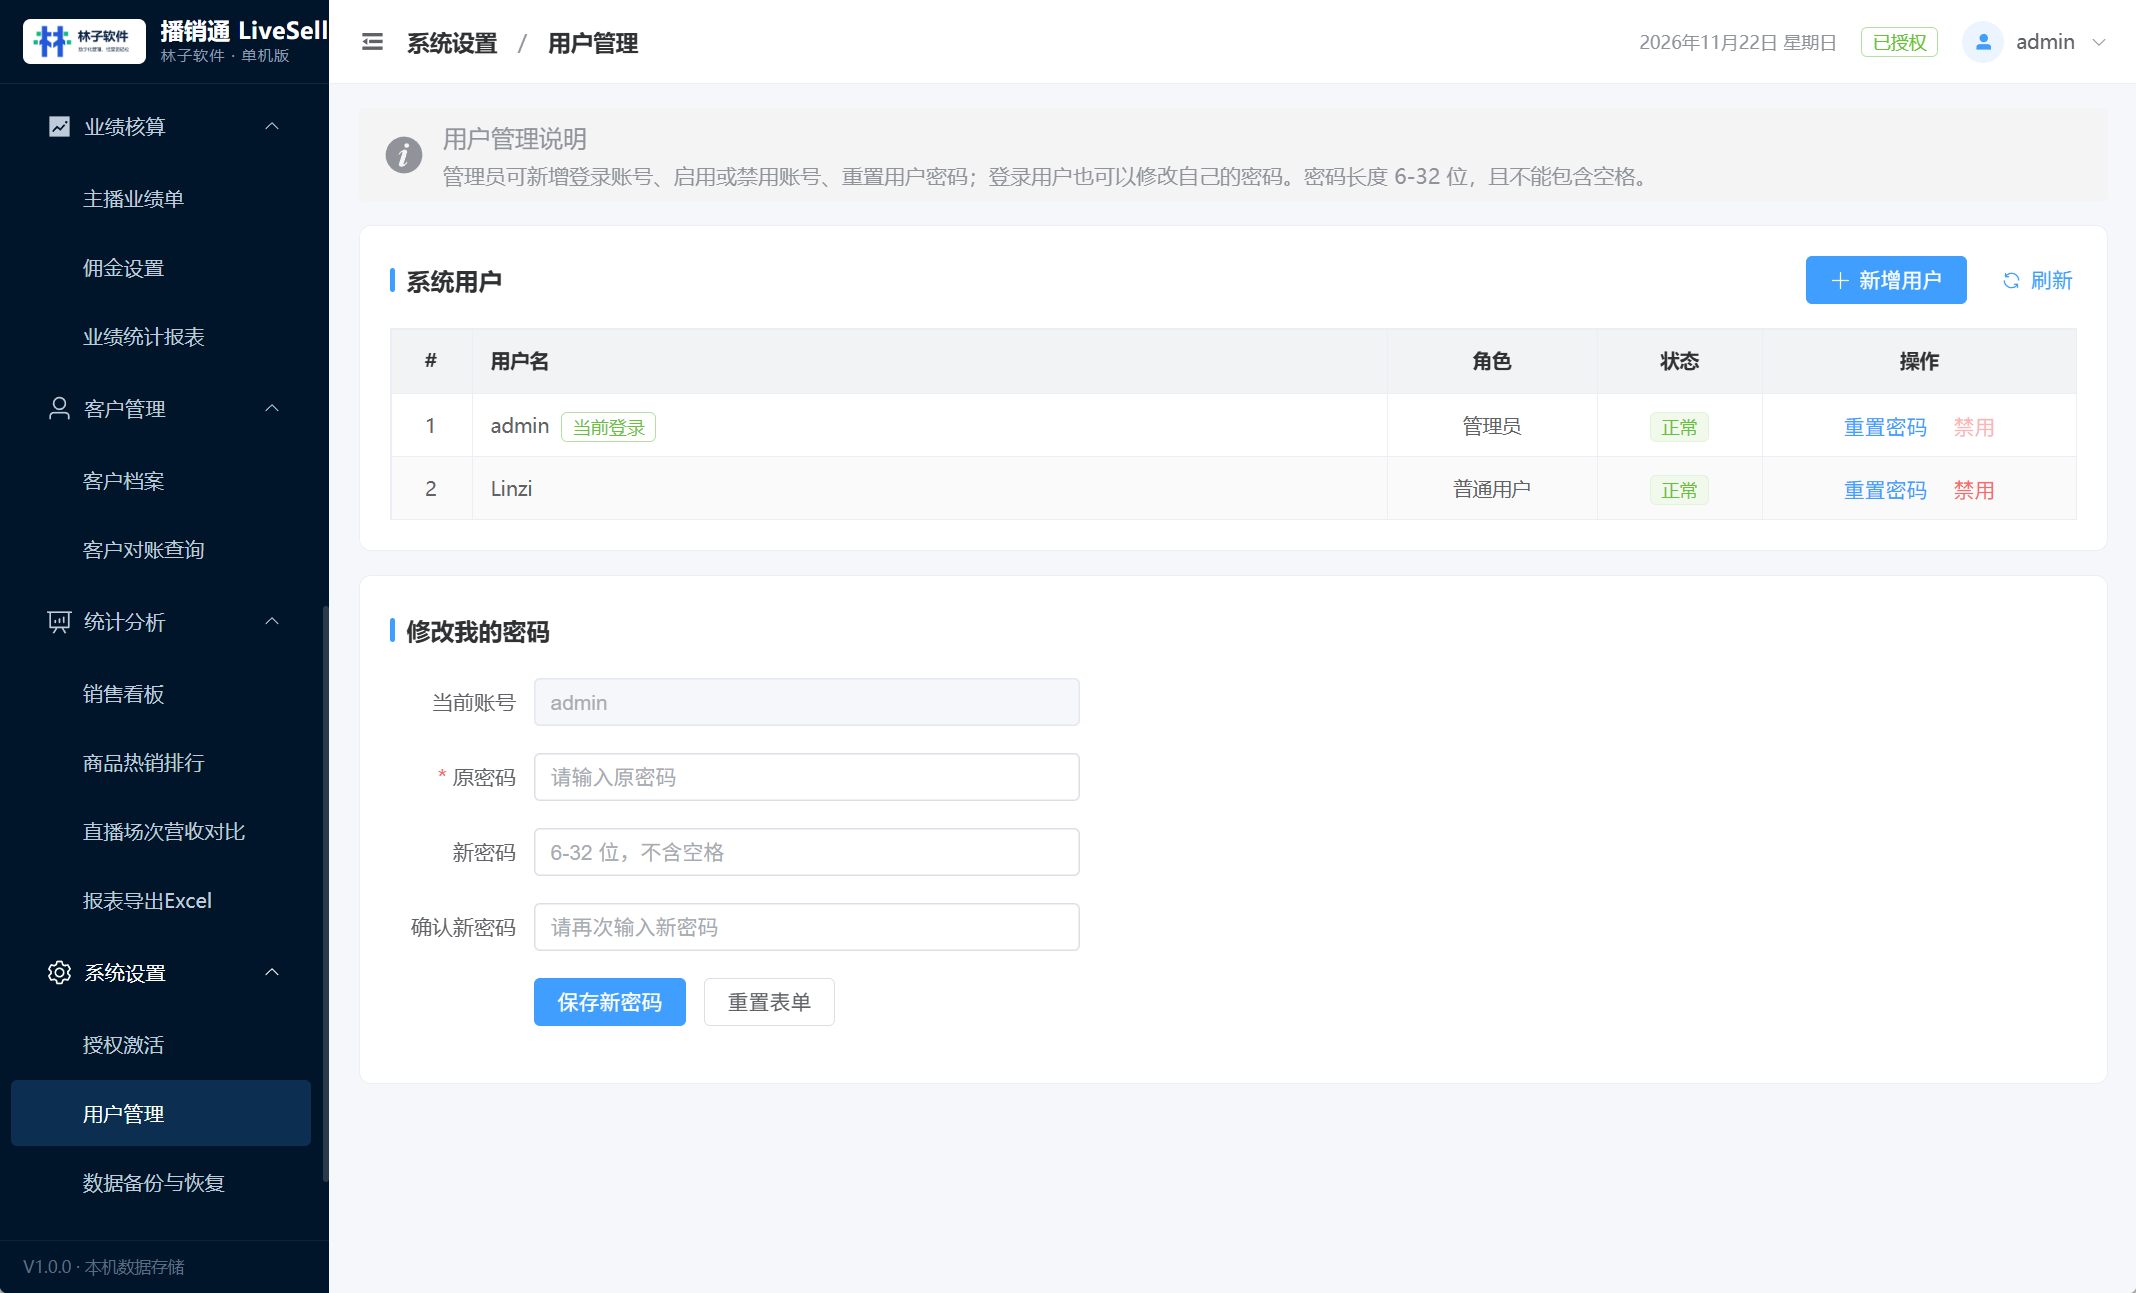 林子软件
播销通 LiveSell
林子软件 · 单机版
业绩核算
主播业绩单
佣金设置
业绩统计报表
客户管理
客户档案
客户对账查询
统计分析
销售看板
商品热销排行
直播场次营收对比
报表导出Excel
系统设置
授权激活
用户管理
数据备份与恢复
V1.0.0 · 本机数据存储
系统设置 / 用户管理
2026年11月22日 星期日 已授权 admin
用户管理说明
管理员可新增登录账号、启用或禁用账号、重置用户密码；登录用户也可以修改自己的密码。密码长度 6-32 位，且不能包含空格。
系统用户
新增用户 刷新
# 用户名 角色 状态 操作
1 admin 当前登录 管理员 正常 重置密码 禁用
2 Linzi 普通用户 正常 重置密码 禁用
修改我的密码
当前账号 admin
* 原密码 请输入原密码
新密码 6-32 位，不含空格
确认新密码 请再次输入新密码
保存新密码 重置表单